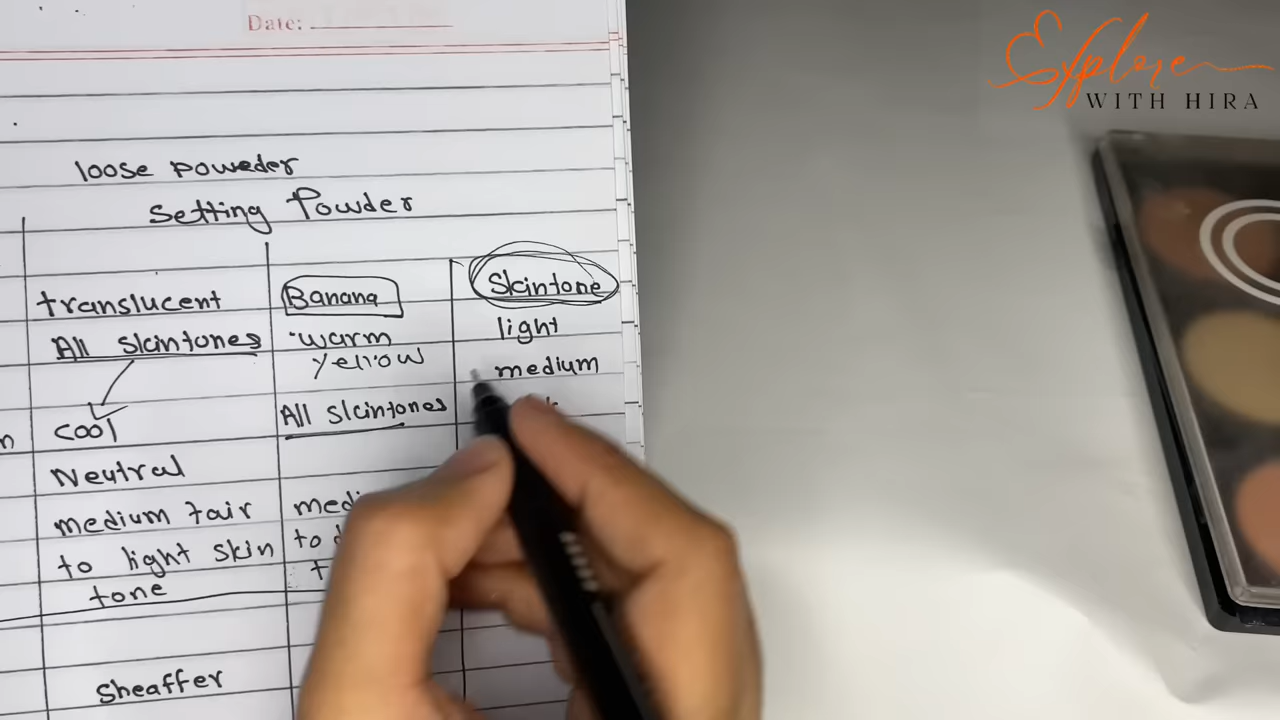 Date:
Explore
WITH HIRA
loose poweder
Setting Powder
translucent
All skintones
cool
Neutral
medium fair
to light skin
tone
Banana
warm
yellow
All skintones
to
Skintone
light
medium
Sheaffer